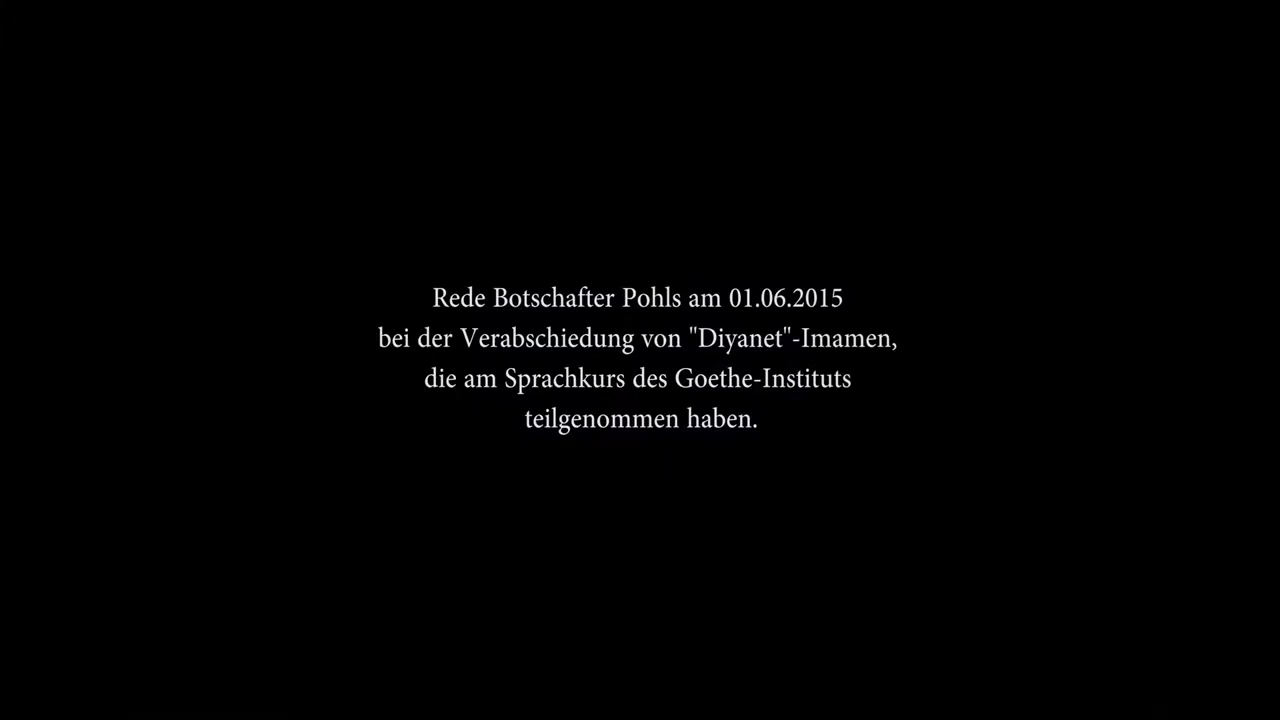 Rede Botschafter Pohls am 01.06.2015
bei der Verabschiedung von "Diyanet"-Imamen,
die am Sprachkurs des Goethe-Instituts
teilgenommen haben.